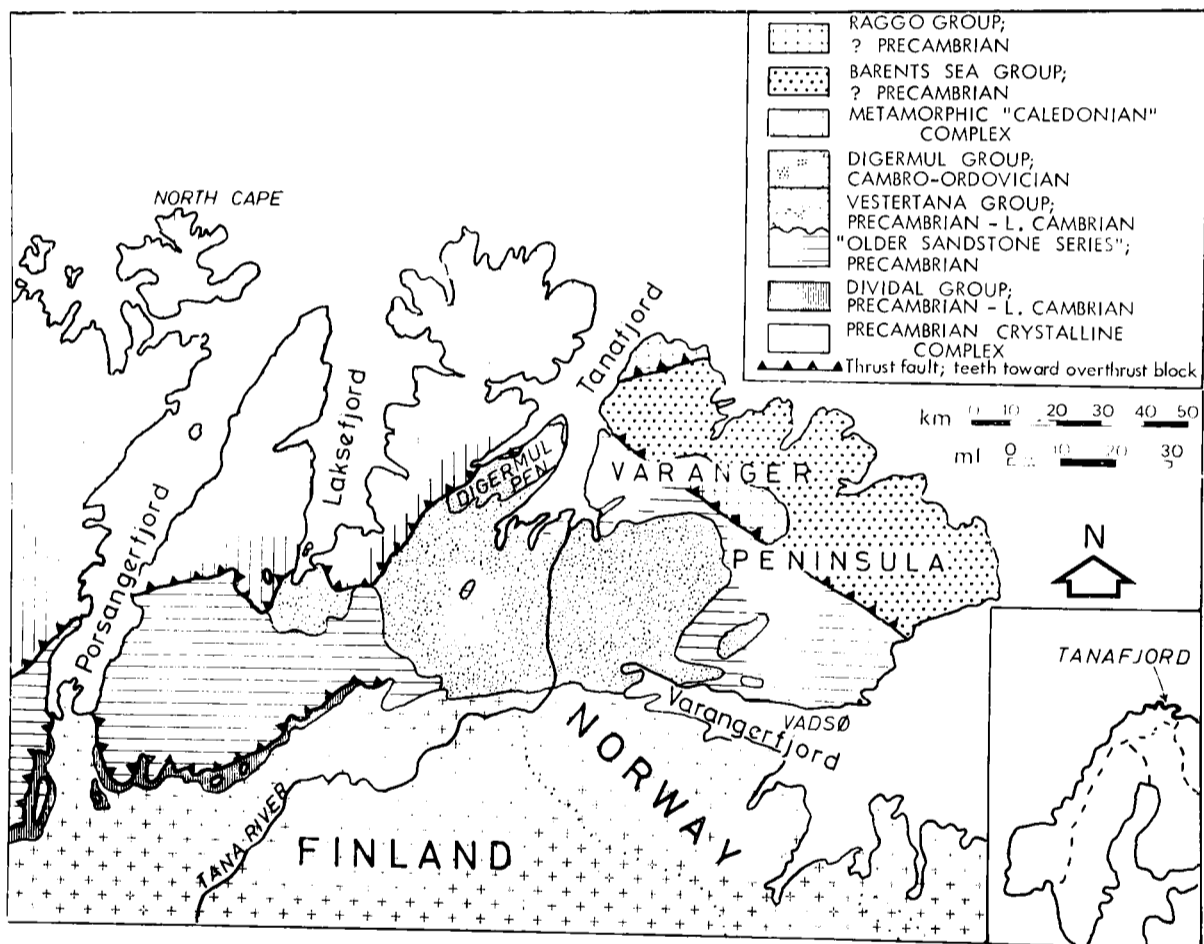 RAGGO GROUP;
? PRECAMBRIAN
BARENTS SEA GROUP;
? PRECAMBRIAN
METAMORPHIC "CALEDONIAN"
COMPLEX
DIGERMUL GROUP;
CAMBRO-ORDOVICIAN
VESTERTANA GROUP;
PRECAMBRIAN - L. CAMBRIAN
"OLDER SANDSTONE SERIES";
PRECAMBRIAN
DIVIDAL GROUP;
PRECAMBRIAN - L. CAMBRIAN
PRECAMBRIAN CRYSTALLINE
COMPLEX
Thrust fault; teeth toward overthrust block
km 0 10 20 30 40 50
mi 0 10 20 30
N
NORTH CAPE
Tanafjord
Laksefjord
Porsangerfjord
DIGERMUL
PEN.
VARANGER
PENINSULA
Varangerfjord
VADSØ
NORWAY
FINLAND
TANA RIVER
TANAFJORD